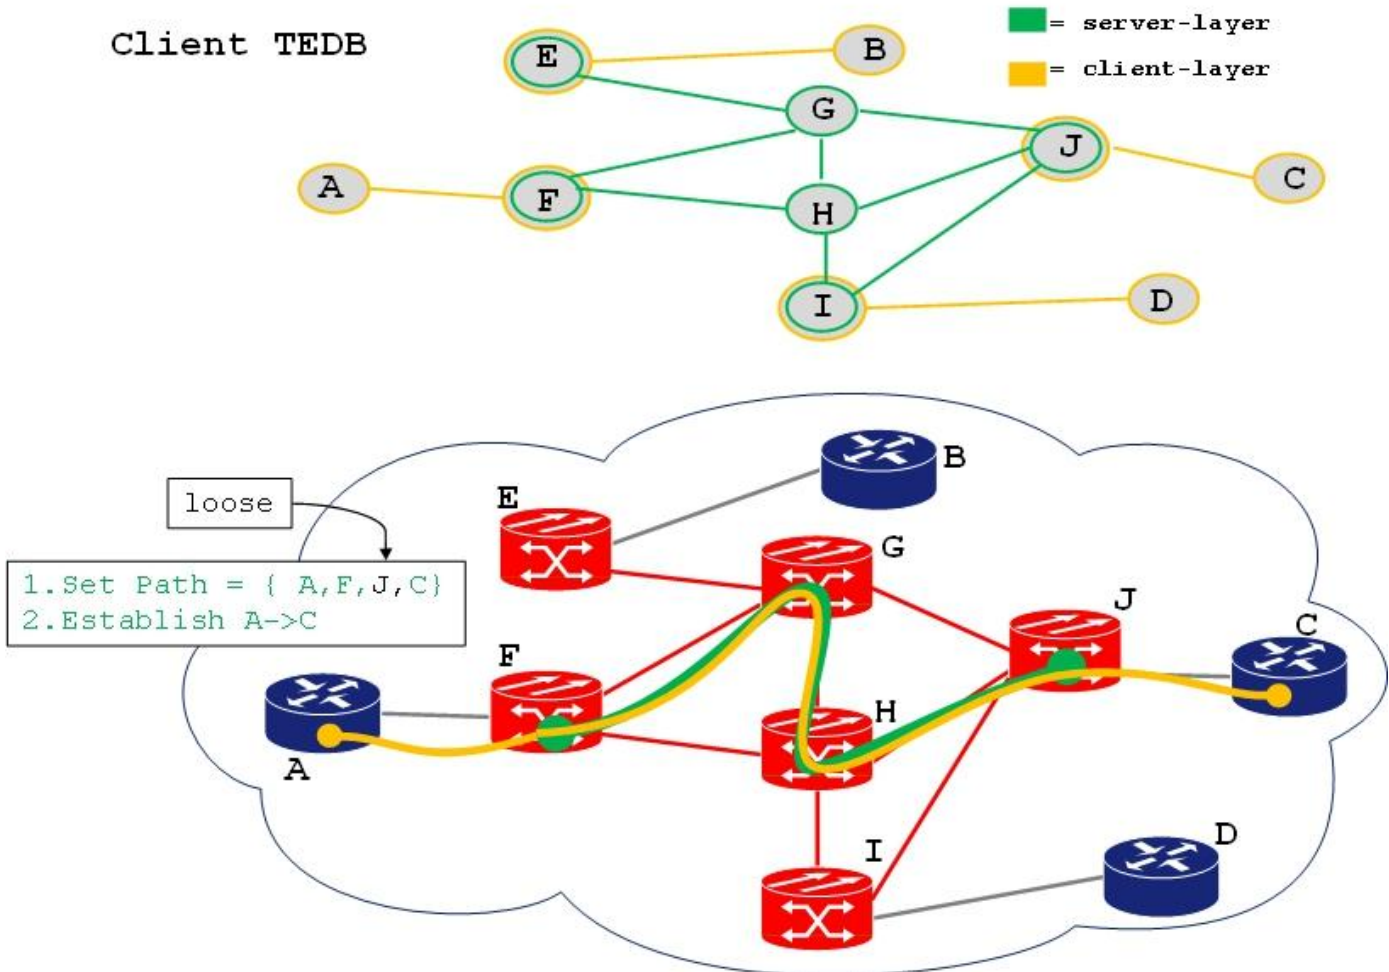 Client TEDB
= server-layer
= client-layer
E
B
G
J
A
F
H
C
I
D
loose
1.Set Path = { A,F,J,C}
2.Establish A->C
B
E
G
J
C
F
H
A
D
I